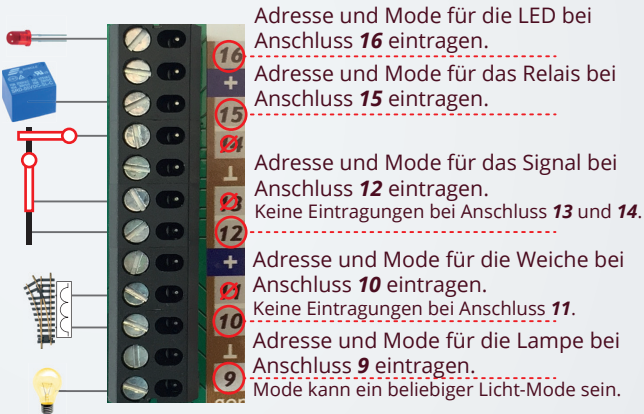 Adresse und Mode für die LED bei
Anschluss 16 eintragen.
16
+
Adresse und Mode für das Relais bei
Anschluss 15 eintragen.
15
14
⊥
Adresse und Mode für das Signal bei
Anschluss 12 eintragen.
Keine Eintragungen bei Anschluss 13 und 14.
13
12
+
Adresse und Mode für die Weiche bei
Anschluss 10 eintragen.
Keine Eintragungen bei Anschluss 11.
11
10
⊥
Adresse und Mode für die Lampe bei
Anschluss 9 eintragen.
Mode kann ein beliebiger Licht-Mode sein.
9